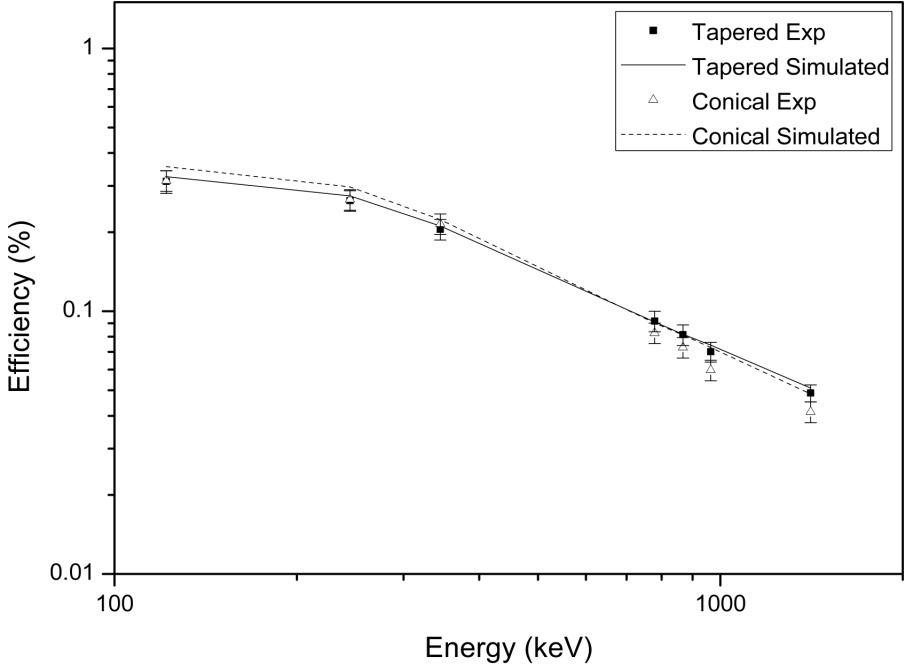 Tapered Exp
Tapered Simulated
Conical Exp
Conical Simulated
1
0.1
0.01
Efficiency (%)
100
1000
Energy (keV)